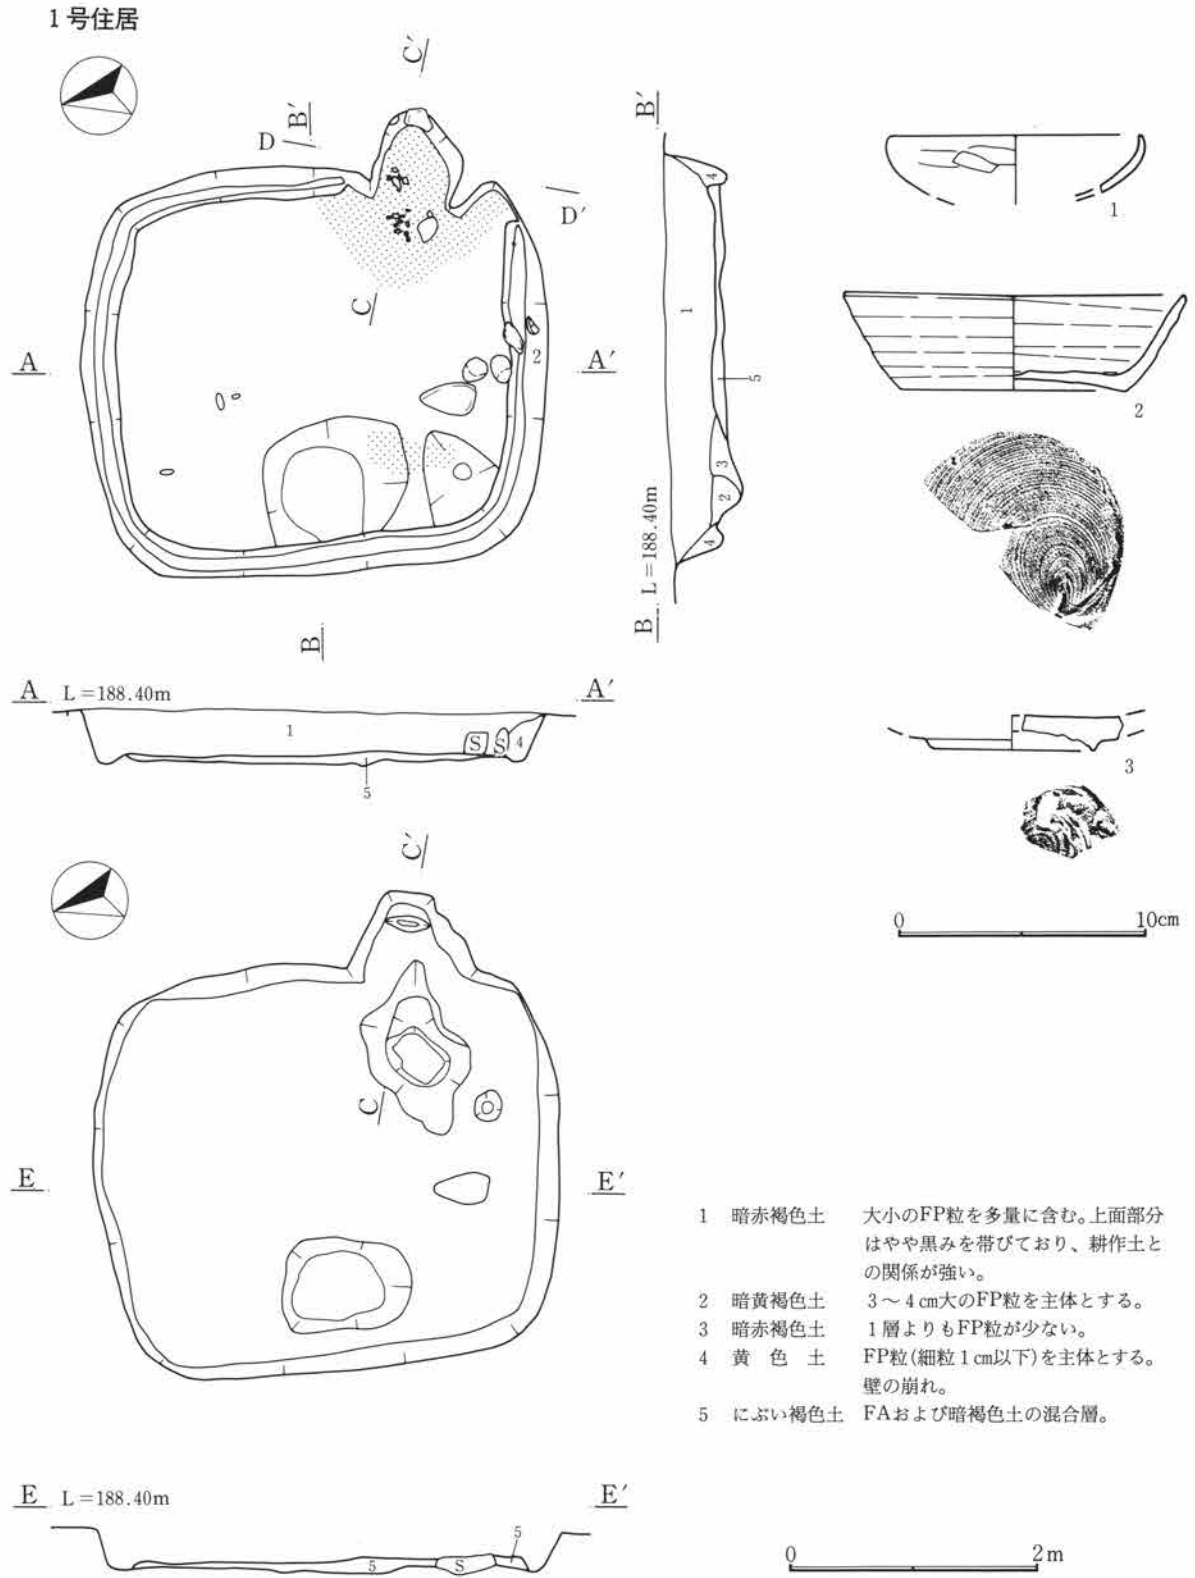 1号住居
C′
D
B′
D′
C
A
2
A′
B
B′
4
1
5
3
2
4
B L=188.40m
1
2
3
A L=188.40m A′
1
S
S
4
5
0 10cm
C′
C
E E′
1 暗赤褐色土 大小のFP粒を多量に含む。上面部分
はやや黒みを帯びており、耕作土と
の関係が強い。
2 暗黄褐色土 3～4cm大のFP粒を主体とする。
3 暗赤褐色土 1層よりもFP粒が少ない。
4 黄色土 FP粒(細粒1cm以下)を主体とする。
壁の崩れ。
5 にぶい褐色土 FAおよび暗褐色土の混合層。
E L=188.40m E′
5
S
5
0 2m